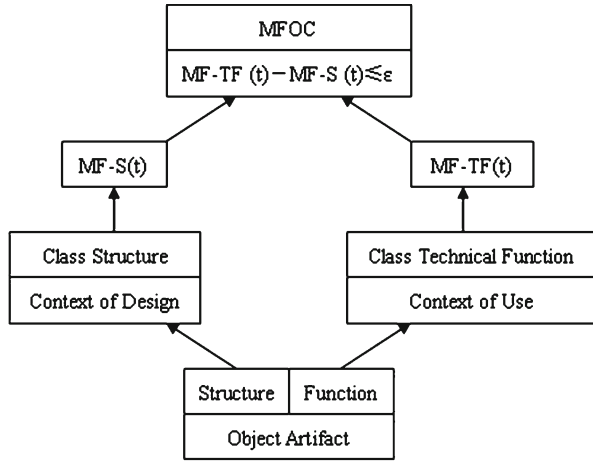 MFOC
MF-TF (t)－MF-S (t)≤ε
MF-S(t)
MF-TF(t)
Class Structure
Class Technical Function
Context of Design
Context of Use
Structure
Function
Object Artifact